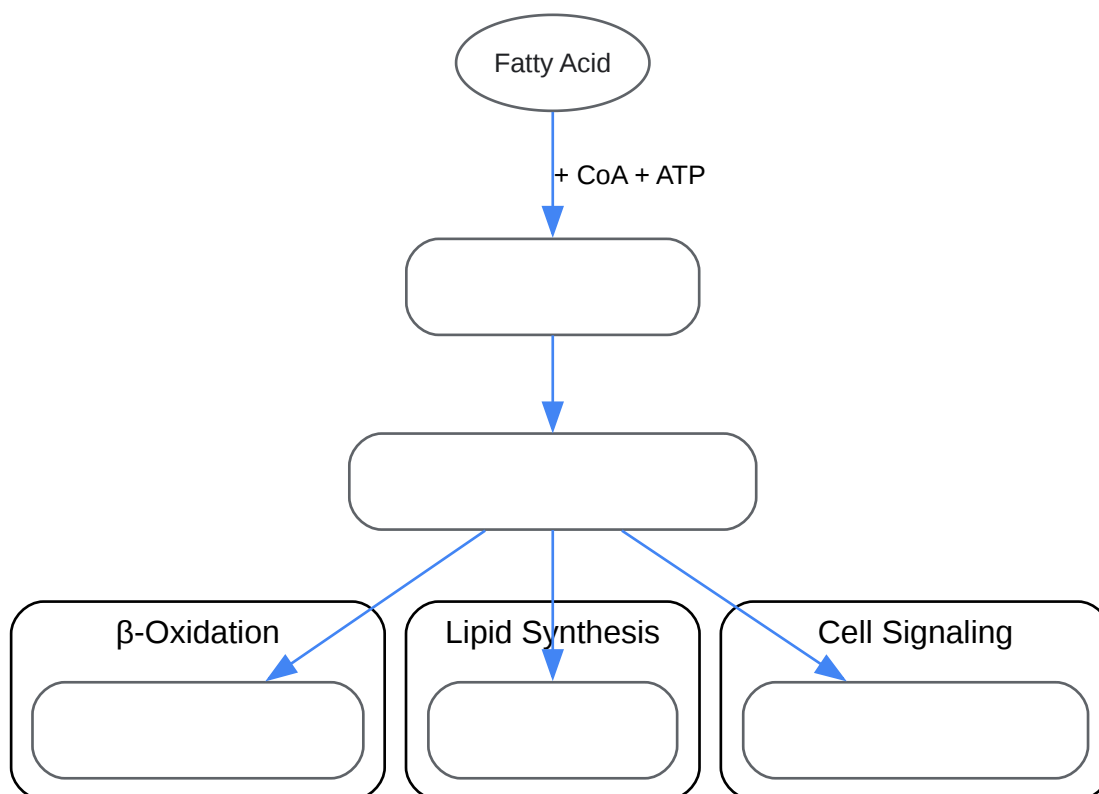 Fatty Acid
+ CoA + ATP
β-Oxidation
Lipid Synthesis
Cell Signaling